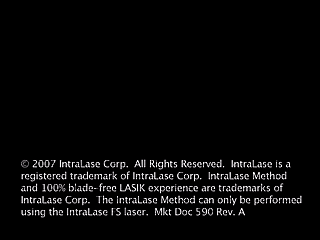 © 2007 IntraLase Corp.  All Rights Reserved.  IntraLase is a
registered trademark of IntraLase Corp.  IntraLase Method
and 100% blade-free LASIK experience are trademarks of
IntraLase Corp.  The IntraLase Method can only be performed
using the IntraLase FS laser.  Mkt Doc 590 Rev. A